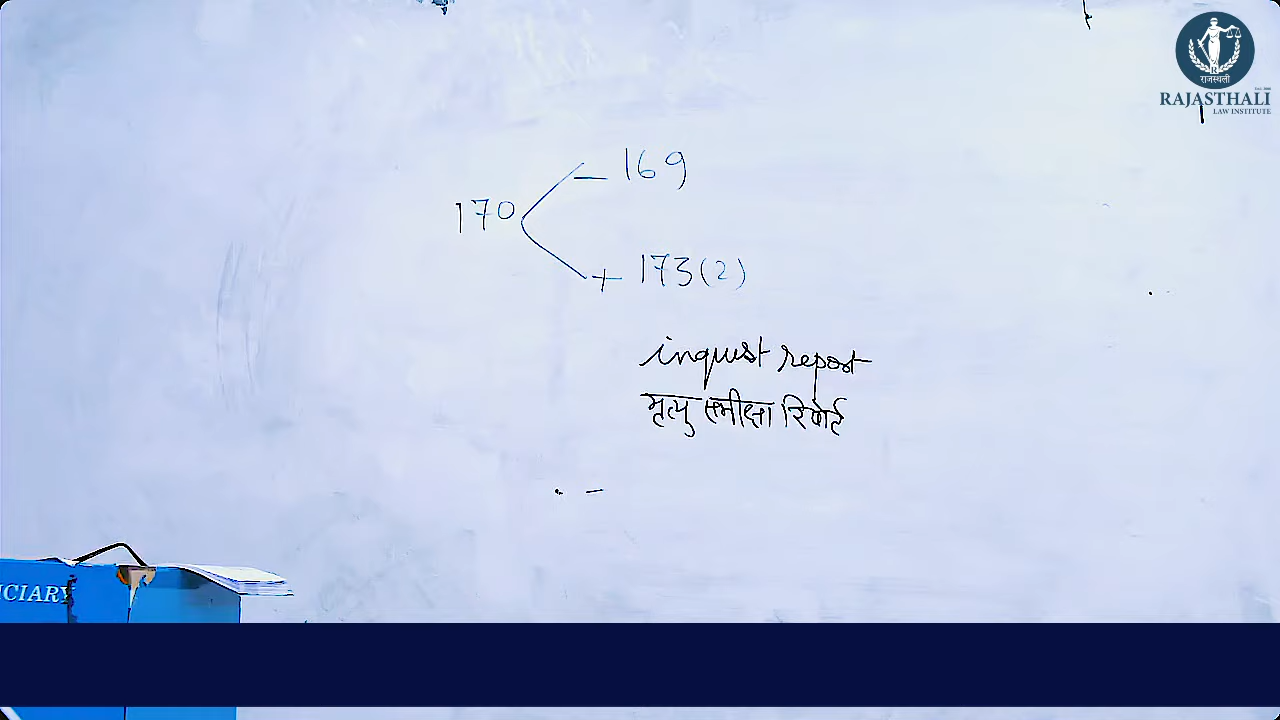 राजस्थली
RAJASTHALI
LAW INSTITUTE
– 169
170
+ 173(2)
inquest report
मृत्यु समीक्षा रिपोर्ट
CIARY